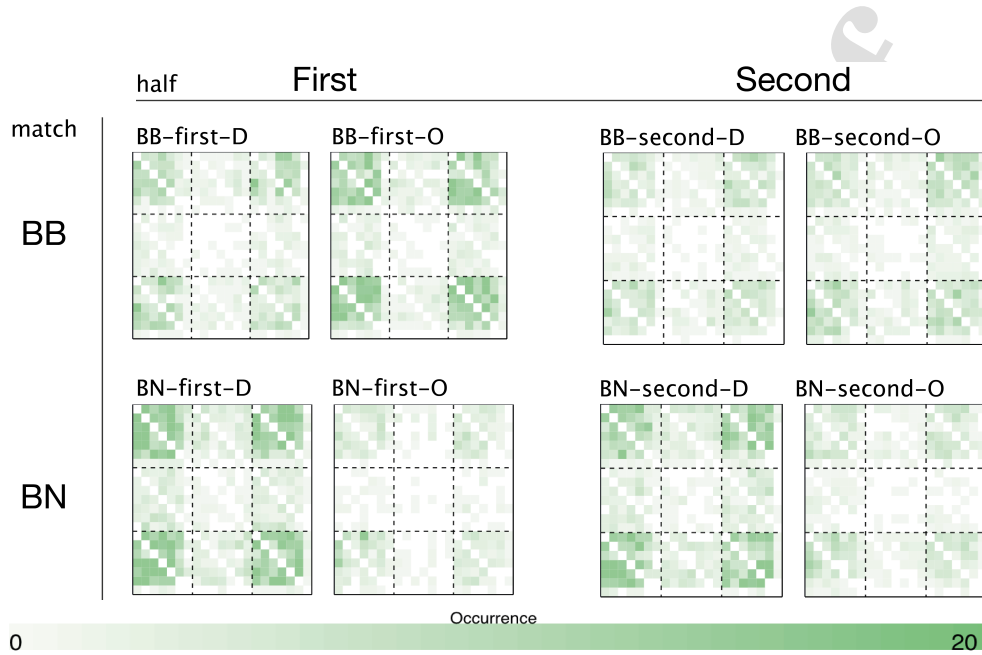 half First Second
match
BB-first-D BB-first-O BB-second-D BB-second-O
BB
BN-first-D BN-first-O BN-second-D BN-second-O
BN
Occurrence
0 20